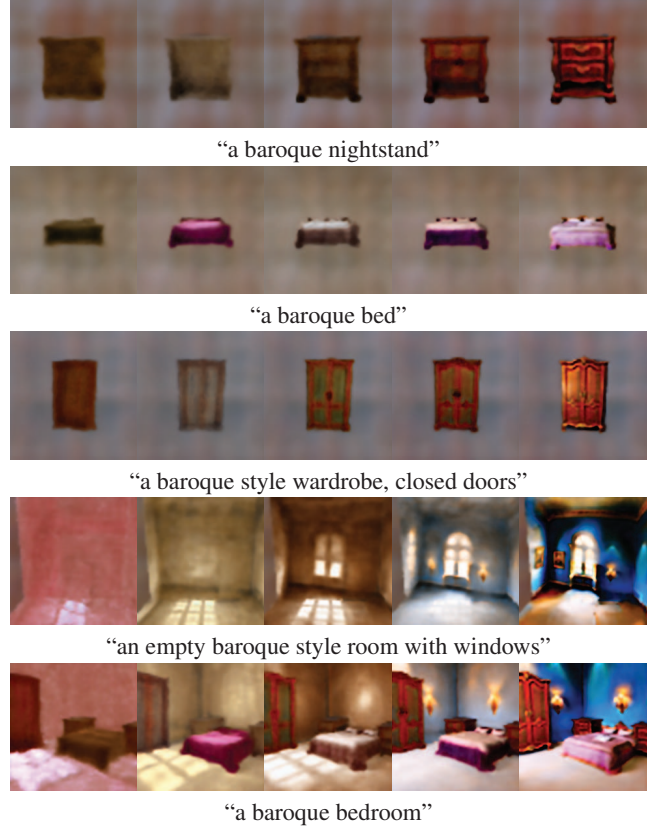 “a baroque nightstand”
“a baroque bed”
“a baroque style wardrobe, closed doors”
“an empty baroque style room with windows”
“a baroque bedroom”